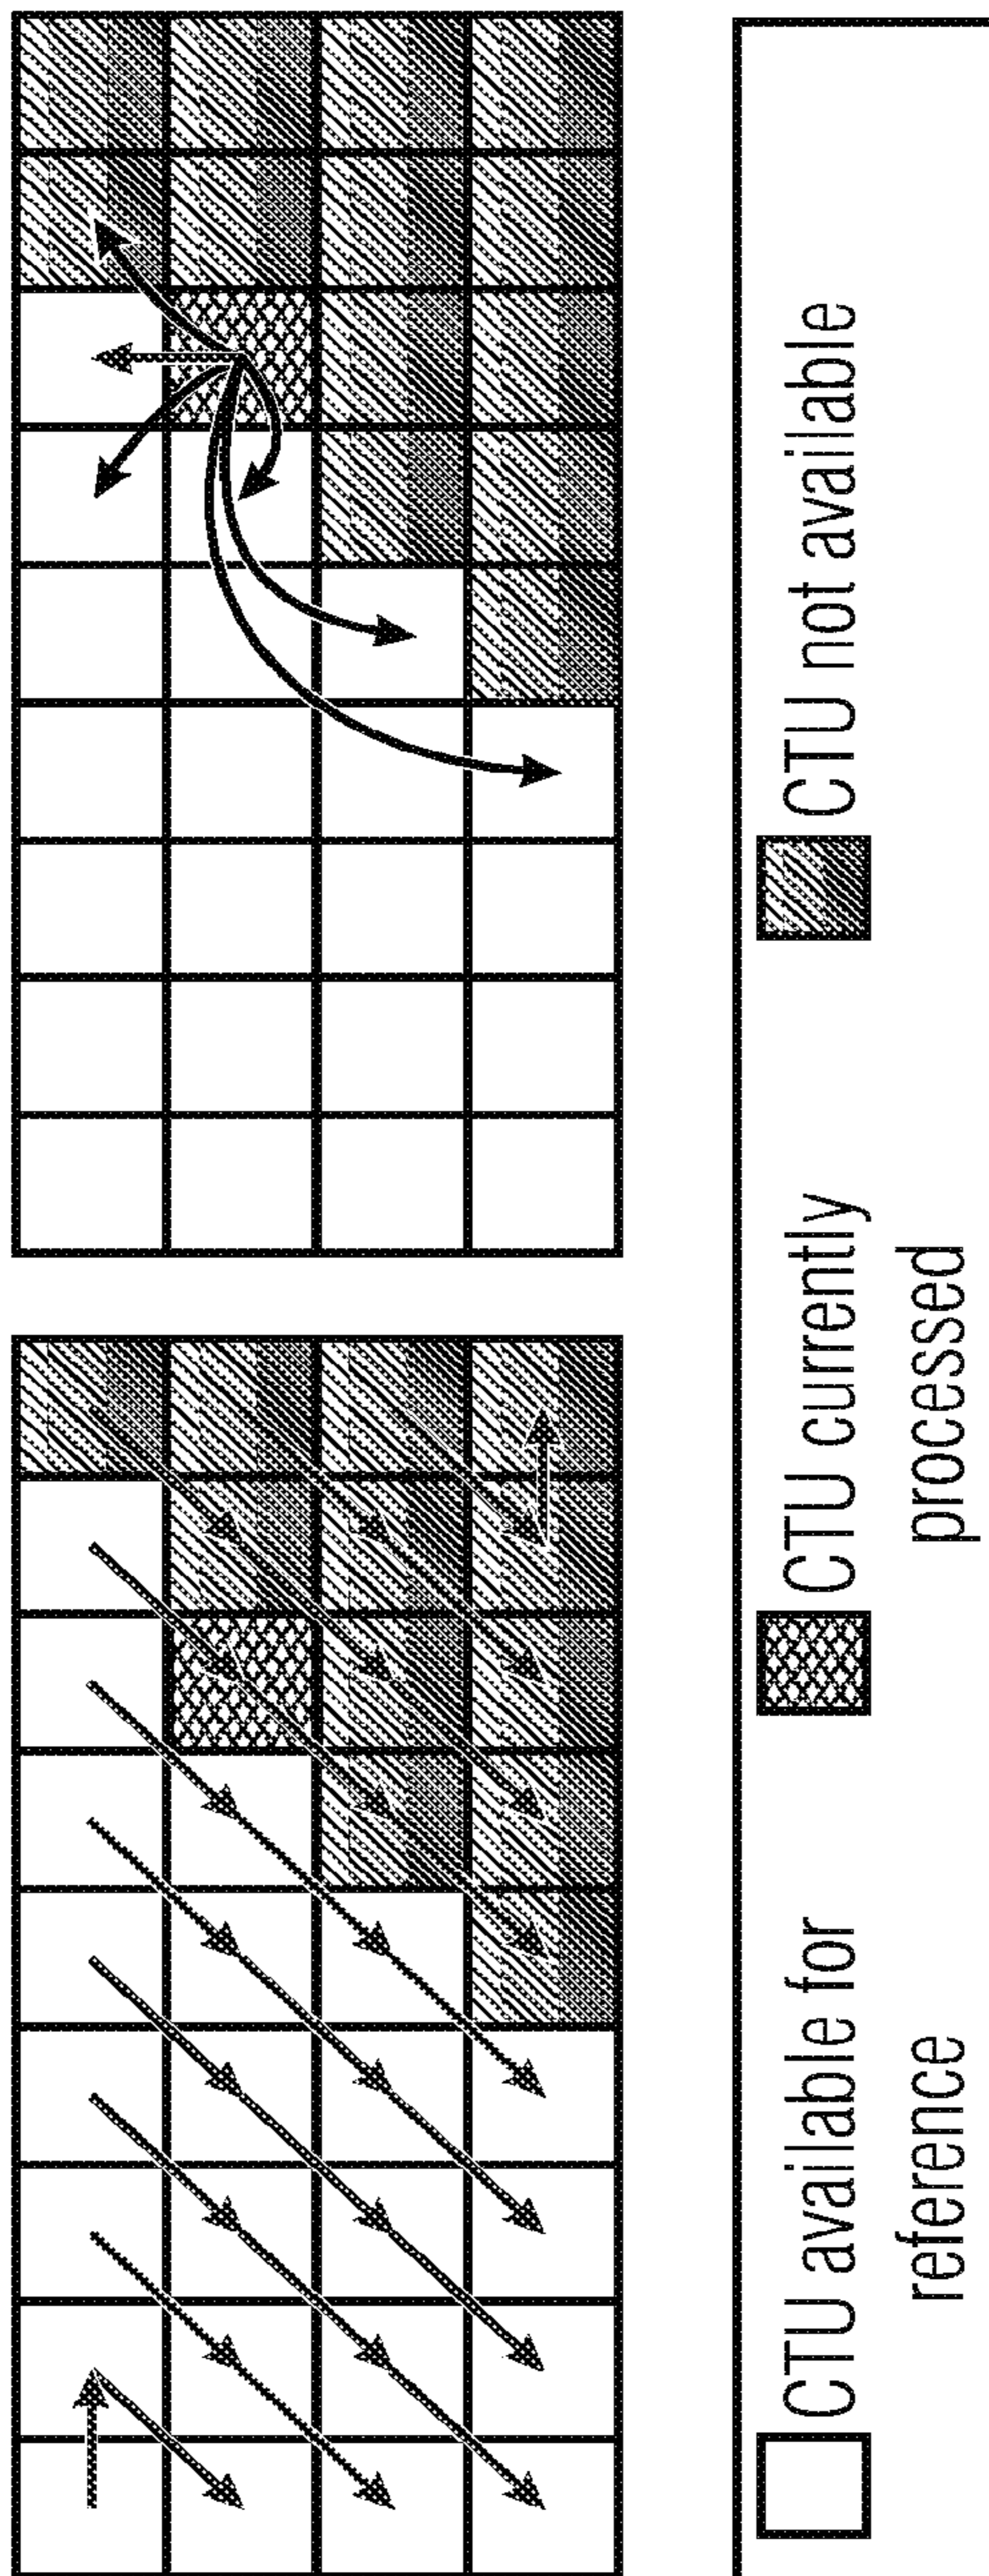 CTU available for
reference
CTU currently
processed
CTU not available